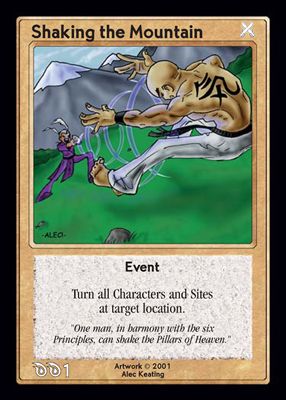 Shaking the Mountain
-ALECI-
Event
Turn all Characters and Sites
at target location.
"One man, in harmony with the six
Principles, can shake the Pillars of Heaven."
1
Artwork © 2001
Alec Keating